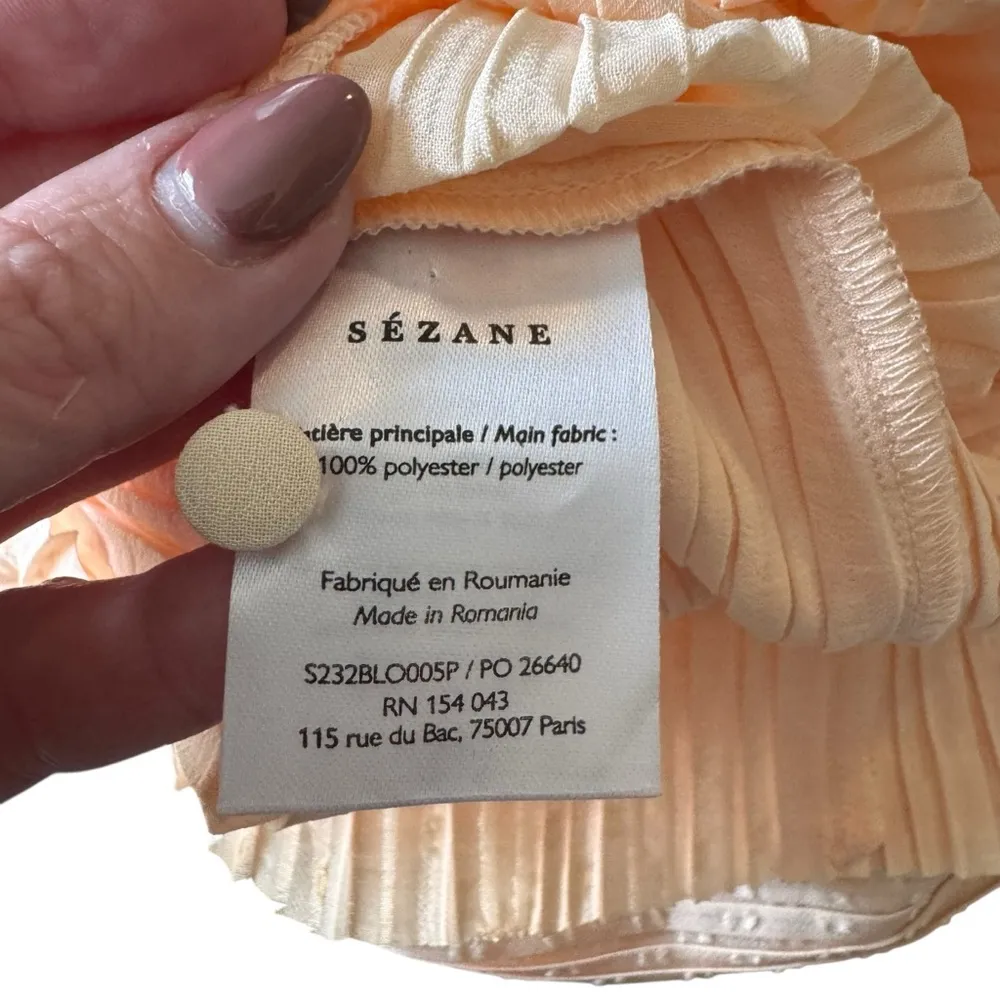 SÉZANE
tière principale / Main fabric :
100% polyester / polyester
Fabriqué en Roumanie
Made in Romania
S232BLO005P / PO 26640
RN 154 043
115 rue du Bac, 75007 Paris